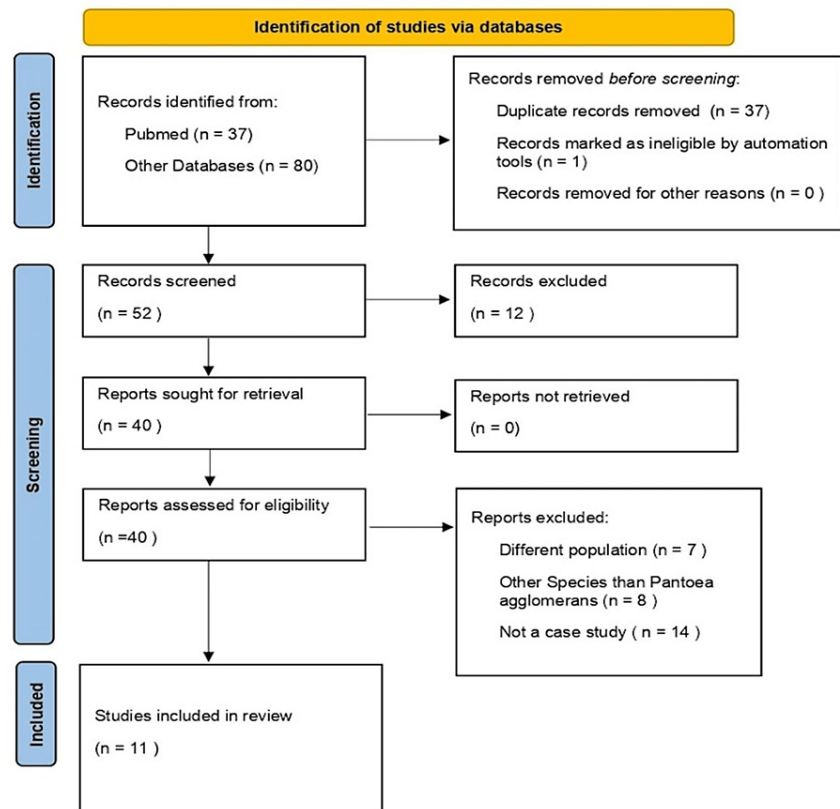 Identification of studies via databases
Identification
Records identified from:
Pubmed (n = 37)
Other Databases (n = 80)
Records removed before screening:
Duplicate records removed (n = 37)
Records marked as ineligible by automation
tools (n = 1)
Records removed for other reasons (n = 0 )
Screening
Records screened
(n = 52 )
Records excluded
(n = 12 )
Reports sought for retrieval
(n = 40 )
Reports not retrieved
(n = 0)
Reports assessed for eligibility
(n =40 )
Reports excluded:
Different population (n = 7 )
Other Species than Pantoea
agglomerans (n = 8 )
Not a case study ( n = 14 )
Included
Studies included in review
(n = 11 )